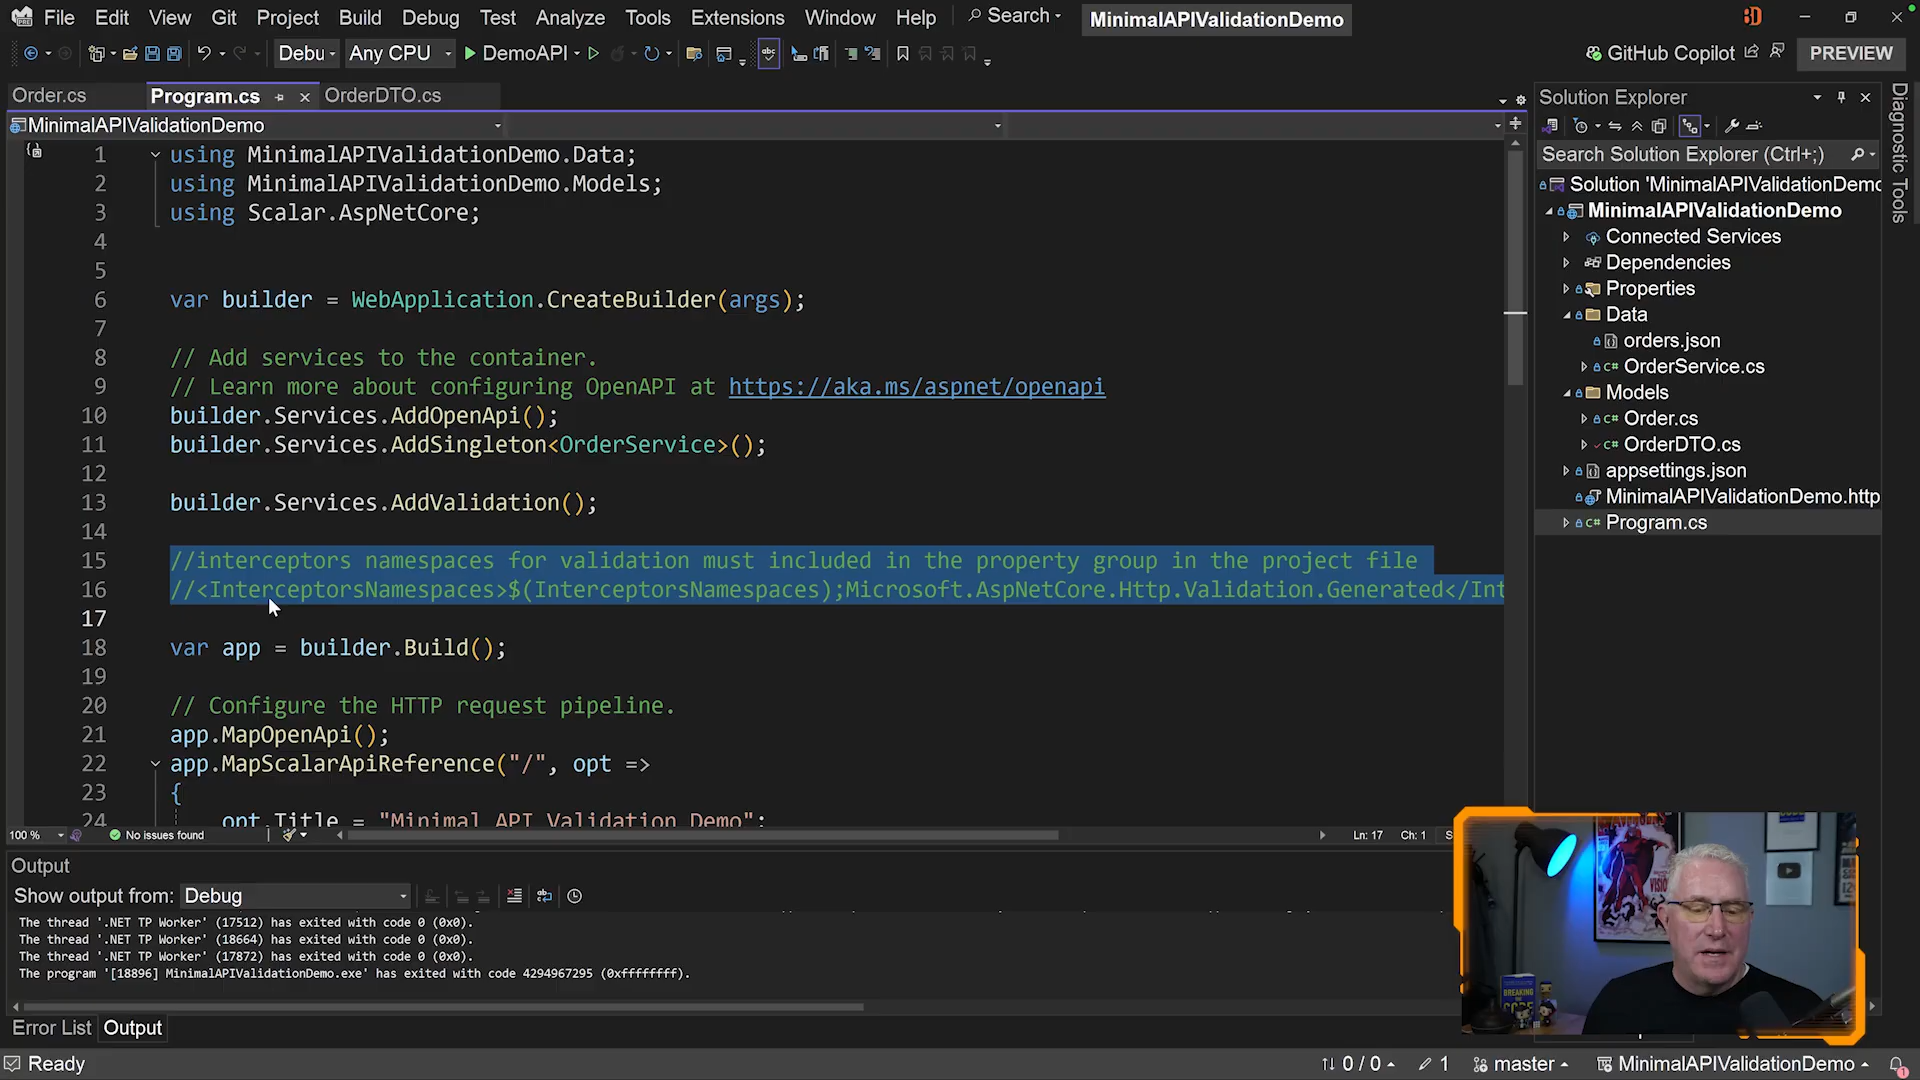 File Edit View Git Project Build Debug Test Analyze Tools Extensions Window Help Search MinimalAPIValidationDemo
Debu Any CPU DemoAPI GitHub Copilot PREVIEW
Order.cs Program.cs OrderDTO.cs
MinimalAPIValidationDemo
1 using MinimalAPIValidationDemo.Data;
2 using MinimalAPIValidationDemo.Models;
3 using Scalar.AspNetCore;
4
5
6 var builder = WebApplication.CreateBuilder(args);
7
8 // Add services to the container.
9 // Learn more about configuring OpenAPI at https://aka.ms/aspnet/openapi
10 builder.Services.AddOpenApi();
11 builder.Services.AddSingleton<OrderService>();
12
13 builder.Services.AddValidation();
14
15 //interceptors namespaces for validation must included in the property group in the project file
16 //<InterceptorsNamespaces>$(InterceptorsNamespaces);Microsoft.AspNetCore.Http.Validation.Generated</Int
17
18 var app = builder.Build();
19
20 // Configure the HTTP request pipeline.
21 app.MapOpenApi();
22 app.MapScalarApiReference("/", opt =>
23 {
24 opt.Title = "Minimal API Validation Demo";
100 % No issues found Ln: 17 Ch: 1
Solution Explorer
Search Solution Explorer (Ctrl+;)
Solution 'MinimalAPIValidationDemo
MinimalAPIValidationDemo
Connected Services
Dependencies
Properties
Data
orders.json
C# OrderService.cs
Models
C# Order.cs
C# OrderDTO.cs
appsettings.json
MinimalAPIValidationDemo.http
C# Program.cs
Diagnostic Tools
Output
Show output from: Debug
The thread '.NET TP Worker' (17512) has exited with code 0 (0x0).
The thread '.NET TP Worker' (18664) has exited with code 0 (0x0).
The thread '.NET TP Worker' (17872) has exited with code 0 (0x0).
The program '[18896] MinimalAPIValidationDemo.exe' has exited with code 4294967295 (0xffffffff).
Error List Output
BREAKING
CODE
Ready 0 / 0 1 master MinimalAPIValidationDemo